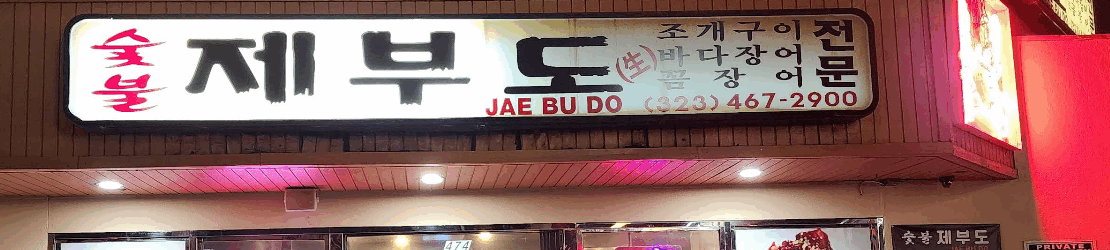 숯불 제부도
JAE BU DO
조개구이
(生)바다장어
꼼장어
전문
(323) 467-2900
474
숯불 제부도
PRIVATE